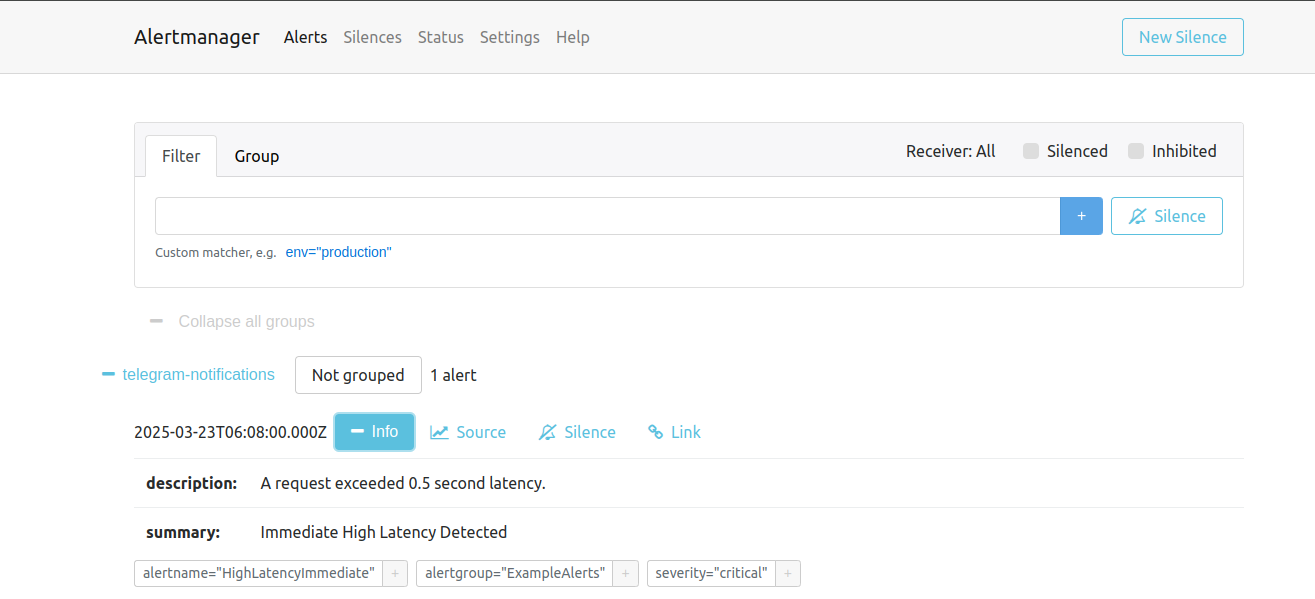 Alertmanager Alerts Silences Status Settings Help New Silence
Filter Group Receiver: All Silenced Inhibited
+ Silence
Custom matcher, e.g. env="production"
Collapse all groups
telegram-notifications Not grouped 1 alert
2025-03-23T06:08:00.000Z Info Source Silence Link
description: A request exceeded 0.5 second latency.
summary: Immediate High Latency Detected
alertname="HighLatencyImmediate" + alertgroup="ExampleAlerts" + severity="critical" +